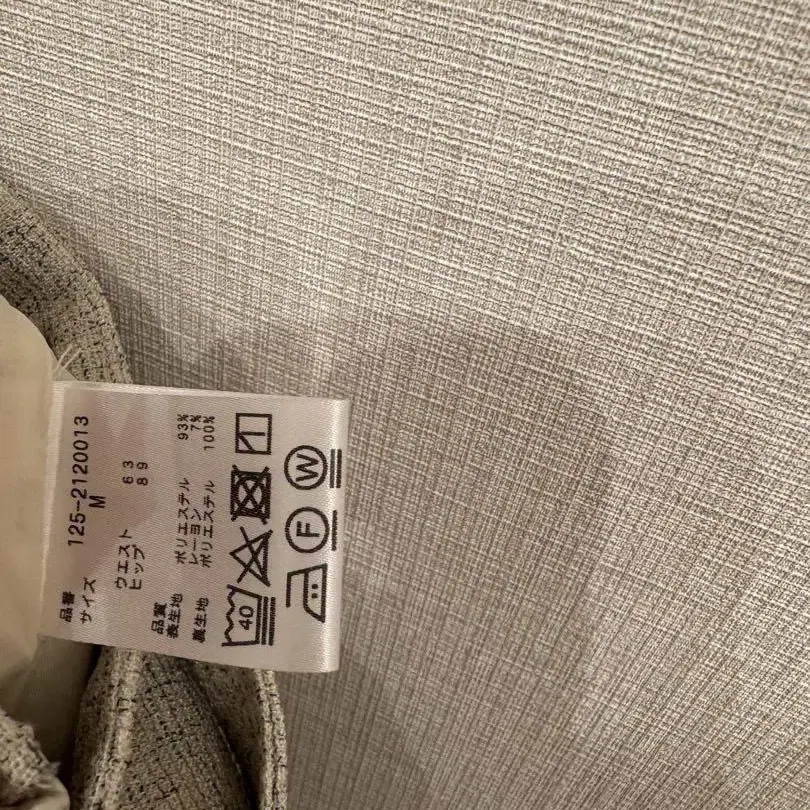 品番 125-2120013
サイズ M
ウエスト 63
ヒップ 89
品質
表生地 ポリエステル 93%
レーヨン 7%
裏生地 ポリエステル 100%
40
F
W